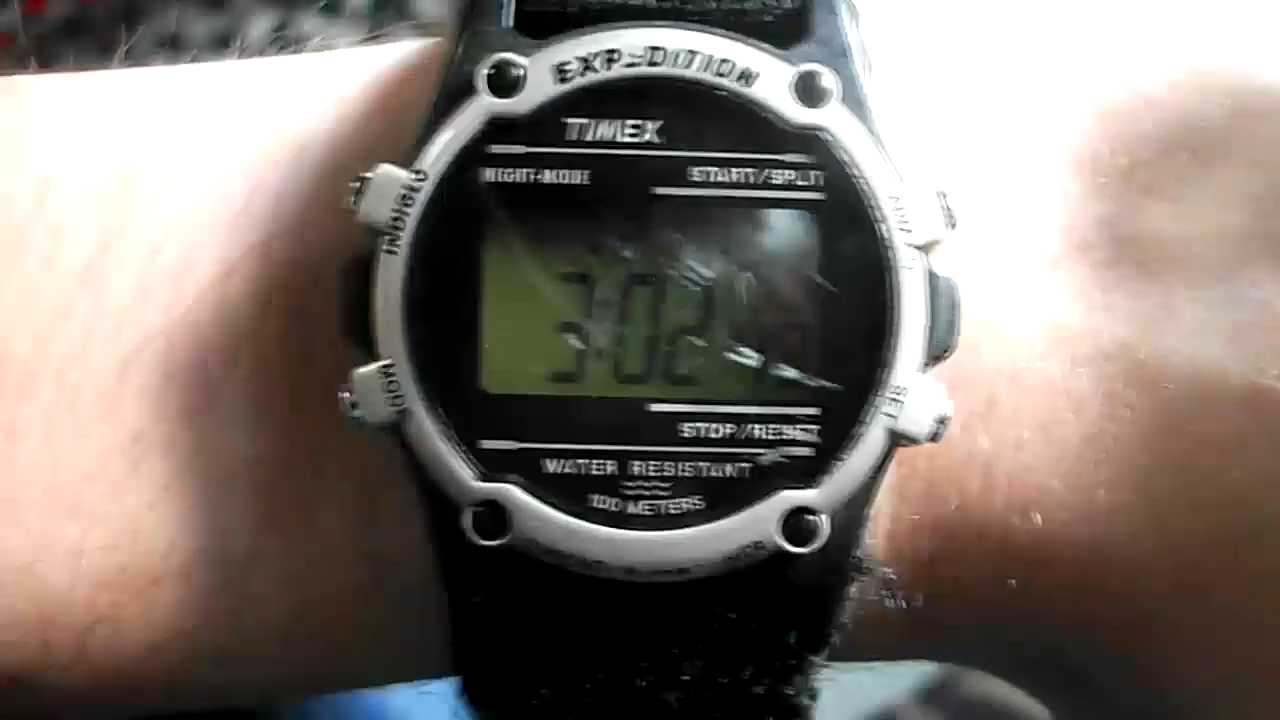 EXPEDITION
TIMEX
NIGHT-MODE START/SPLIT
INDIGLO
3:02
MODE
STOP/RESET
WATER RESISTANT
100 METERS